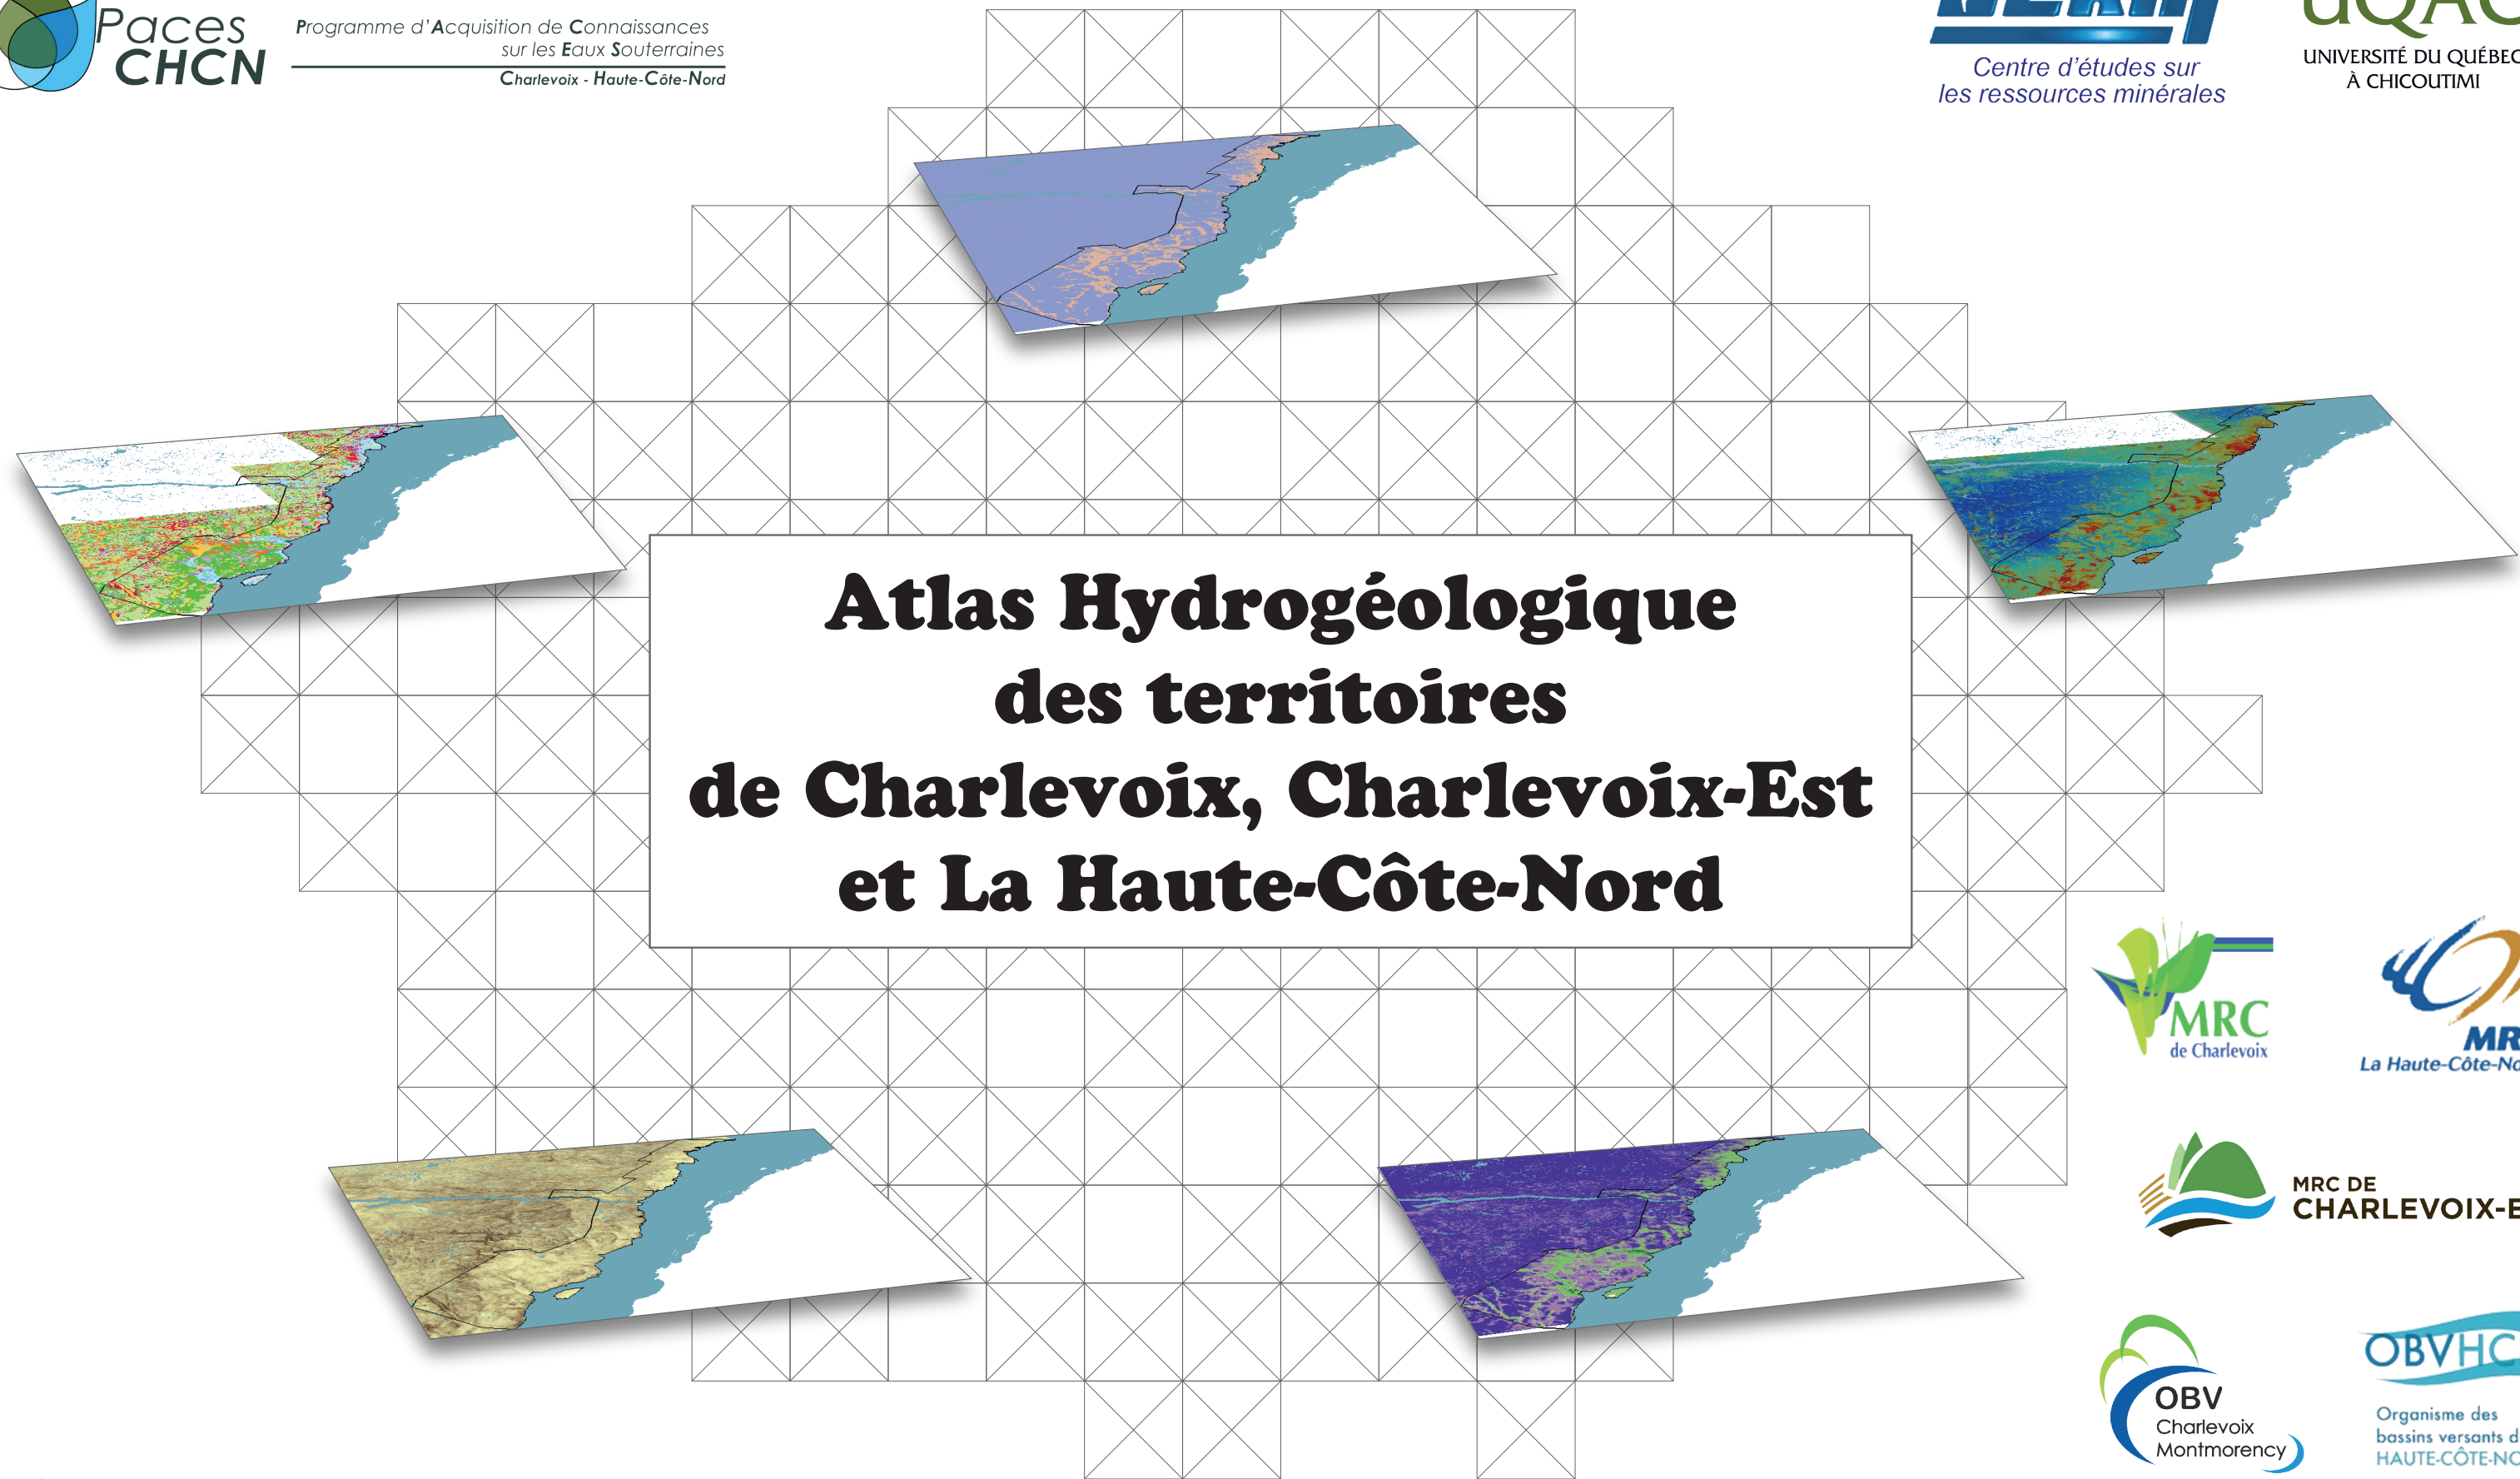 Paces
CHCN
Programme d'Acquisition de Connaissances
sur les Eaux Souterraines
Charlevoix - Haute-Côte-Nord
Centre d'études sur
les ressources minérales
UQAC
UNIVERSITÉ DU QUÉBEC
À CHICOUTIMI
Atlas Hydrogéologique
des territoires
de Charlevoix, Charlevoix-Est
et La Haute-Côte-Nord
MRC
de Charlevoix
La Haute-Côte-No
MRC DE
CHARLEVOIX-E
OBV
Charlevoix
Montmorency
OBVHC
Organisme des
bassins versants d
HAUTE-CÔTE-NO